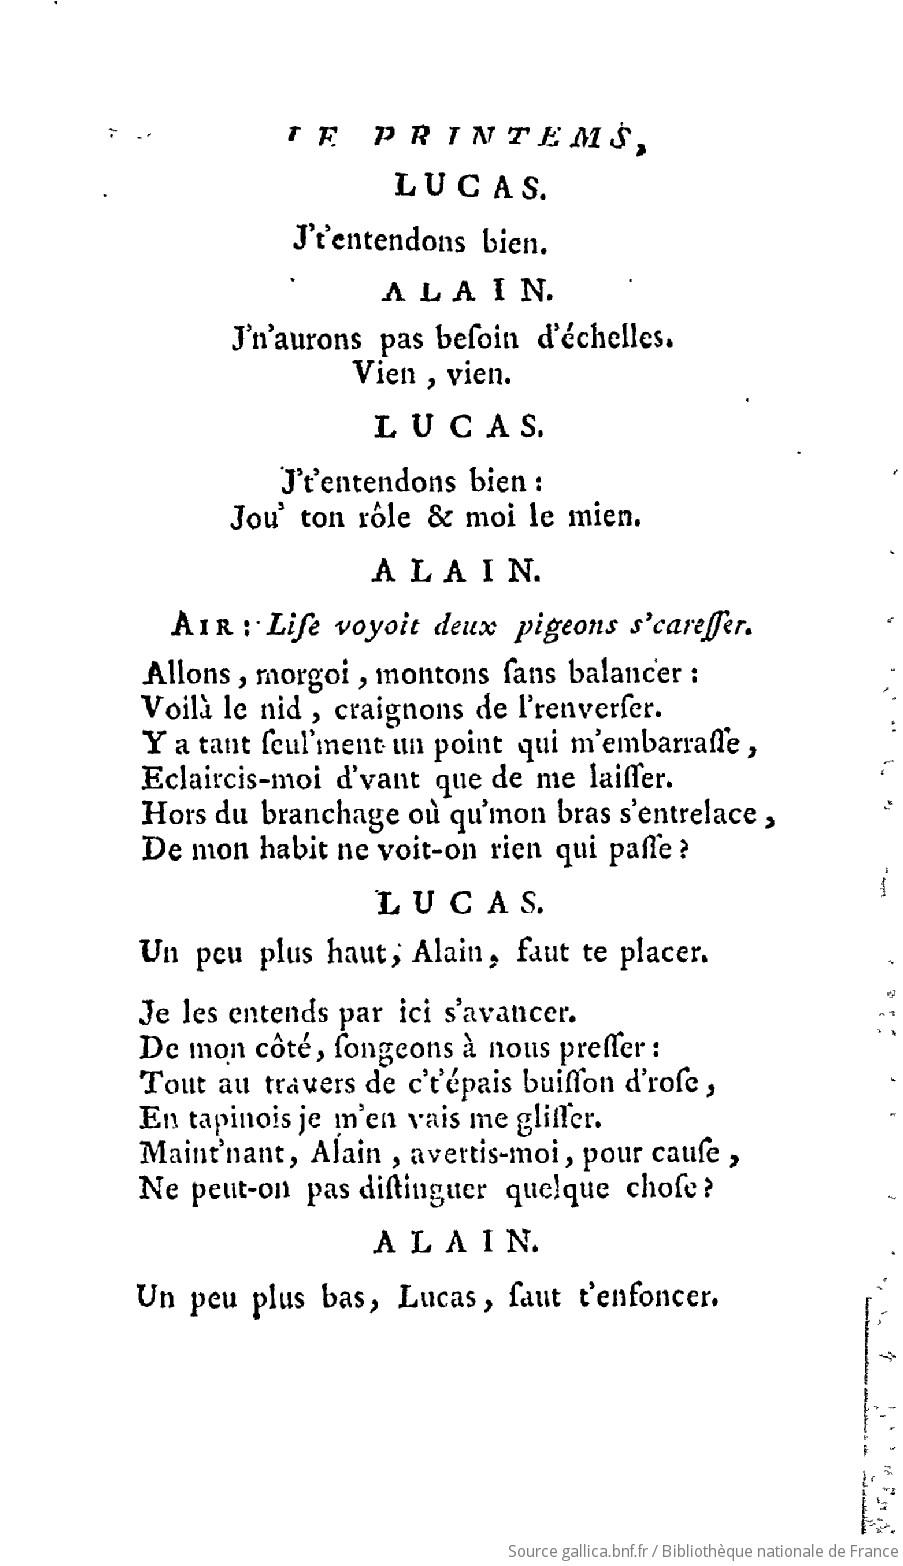 LE PRINTEMS,
LUCAS.
J't'entendons bien.
ALAIN.
J'n'aurons pas beſoin d'échelles.
Vien , vien.
LUCAS.
J't'entendons bien :
Jou' ton rôle & moi le mien.
ALAIN.
AIR : Liſe voyoit deux pigeons s'careſſer.
Allons , morgoi , montons ſans balancer :
Voilà le nid , craignons de l'renverſer.
Y a tant ſeul'ment un point qui m'embarraſſe ,
Eclaircis-moi d'vant que de me laiſſer.
Hors du branchage où qu'mon bras s'entrelace ,
De mon habit ne voit-on rien qui paſſe ?
LUCAS.
Un peu plus haut, Alain, faut te placer.
Je les entends par ici s'avancer.
De mon côté, ſongeons à nous preſſer :
Tout au travers de c't'épais buiſſon d'roſe ,
En tapinois je m'en vais me gliſſer.
Maint'nant, Alain , avertis-moi, pour cauſe ,
Ne peut-on pas diſtinguer quelque choſe ?
ALAIN.
Un peu plus bas, Lucas, faut t'enfoncer.
Source gallica.bnf.fr / Bibliothèque nationale de France